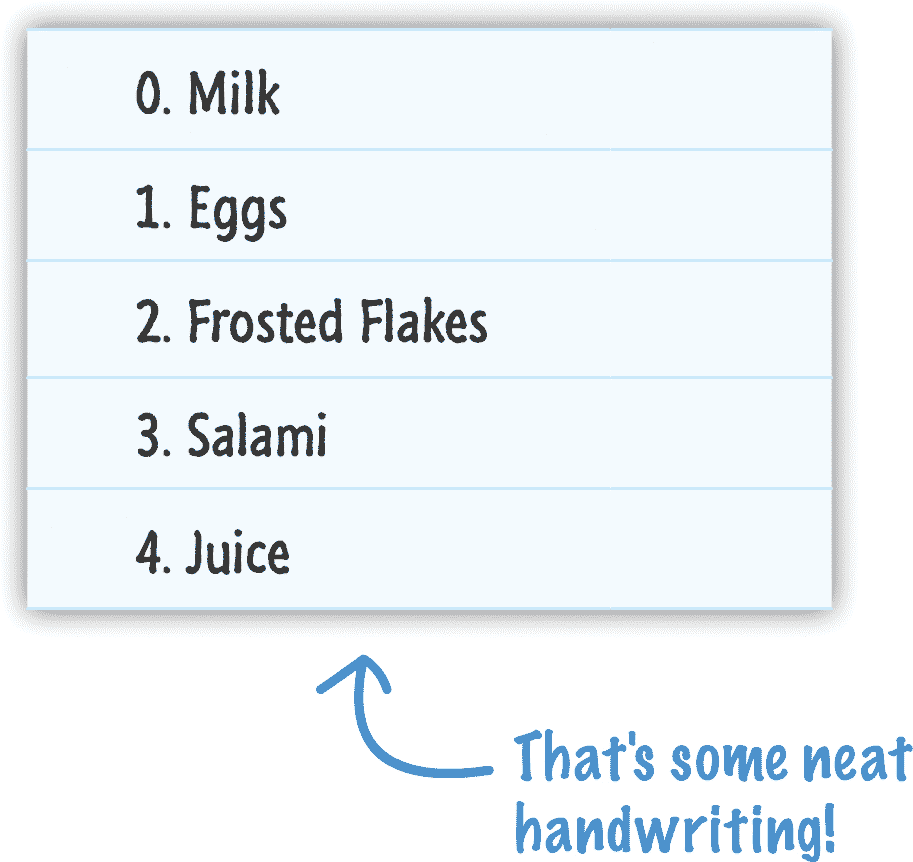 0. Milk
1. Eggs
2. Frosted Flakes
3. Salami
4. Juice
That's some neat
handwriting!